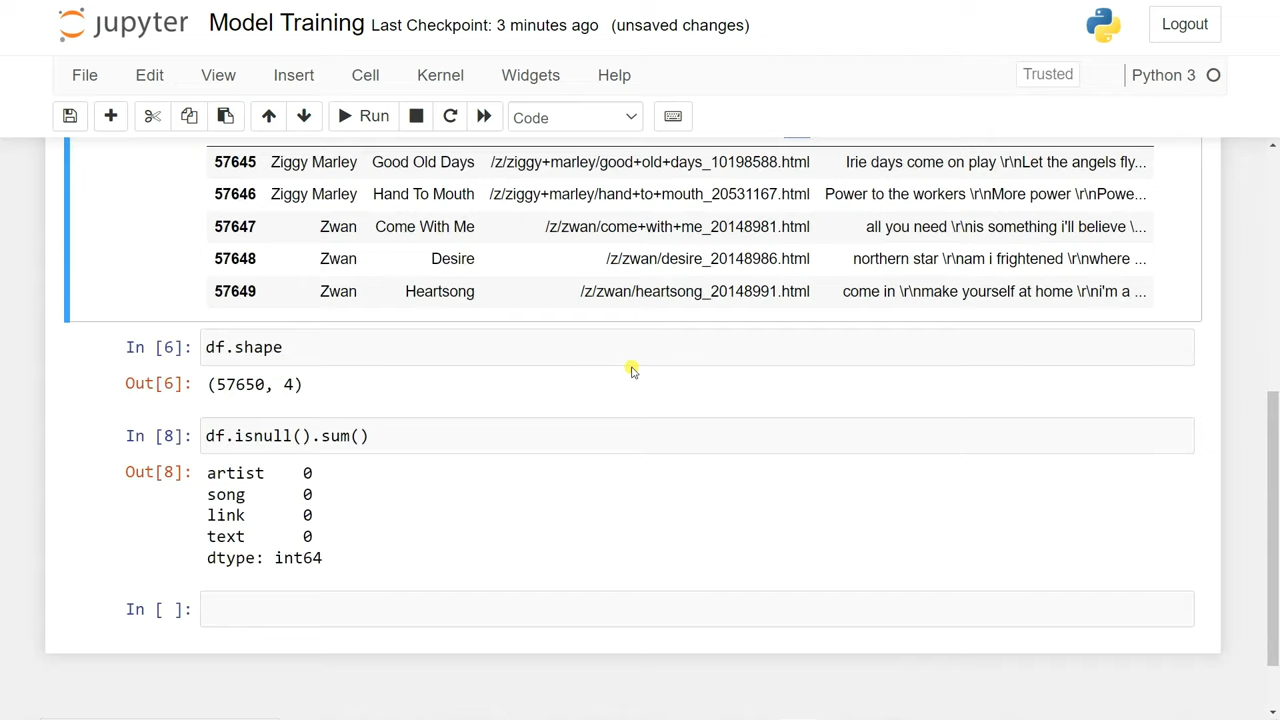 jupyter Model Training Last Checkpoint: 3 minutes ago (unsaved changes) Logout
File Edit View Insert Cell Kernel Widgets Help Trusted Python 3
Run Code
57645 Ziggy Marley Good Old Days /z/ziggy+marley/good+old+days_10198588.html Irie days come on play \r\nLet the angels fly...
57646 Ziggy Marley Hand To Mouth /z/ziggy+marley/hand+to+mouth_20531167.html Power to the workers \r\nMore power \r\nPowe...
57647 Zwan Come With Me /z/zwan/come+with+me_20148981.html all you need \r\nis something i'll believe \...
57648 Zwan Desire /z/zwan/desire_20148986.html northern star \r\nam i frightened \r\nwhere ...
57649 Zwan Heartsong /z/zwan/heartsong_20148991.html come in \r\nmake yourself at home \r\ni'm a ...
In [6]: df.shape
Out[6]: (57650, 4)
In [8]: df.isnull().sum()
Out[8]: artist 0
song 0
link 0
text 0
dtype: int64
In [ ]: